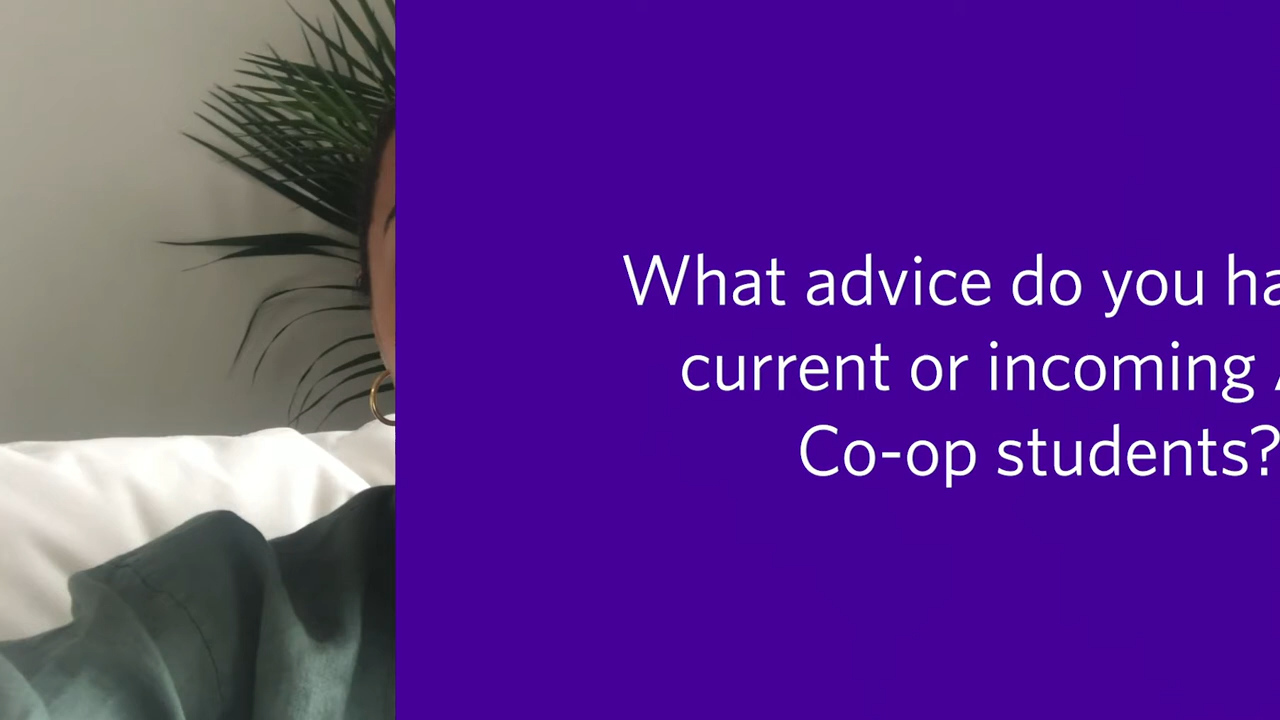 What advice do you ha
current or incoming
Co-op students?